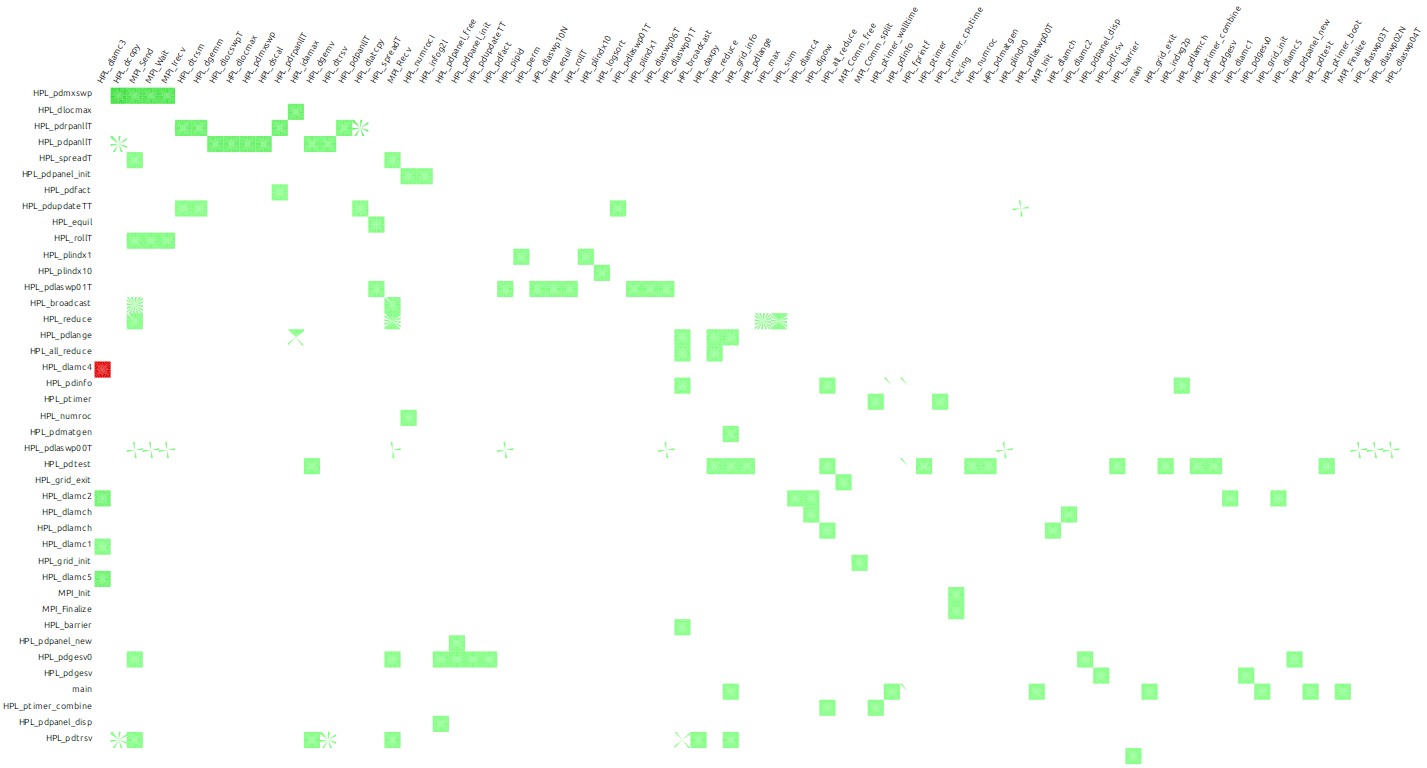 HPL_dlamc3
HPL_dcopy
MPI_Send
MPI_Wait
MPI_Irecv
HPL_dtrsm
HPL_dgemm
HPL_dlocswpT
HPL_dlocmax
HPL_pdmxswp
HPL_dscal
HPL_pdrpanllT
HPL_idamax
HPL_dgemv
HPL_dtrsv
HPL_pdpanllT
HPL_dlatcpy
HPL_spreadT
MPI_Recv
HPL_numrocI
HPL_infog2l
HPL_pdpanel_free
HPL_pdpanel_init
HPL_pdupdateTT
HPL_pdfact
HPL_pipid
HPL_perm
HPL_dlaswp10N
HPL_equil
HPL_rollT
HPL_plindx10
HPL_logsort
HPL_pdlaswp01T
HPL_plindx1
HPL_dlaswp06T
HPL_dlaswp01T
HPL_broadcast
HPL_daxpy
HPL_reduce
HPL_grid_info
HPL_pdlange
HPL_max
HPL_sum
HPL_dlamc4
HPL_dipow
HPL_all_reduce
MPI_Comm_free
MPI_Comm_split
HPL_ptimer_walltime
HPL_pdinfo
HPL_fprintf
HPL_ptimer
HPL_ptimer_cputime
tracing
HPL_numroc
HPL_pdmatgen
HPL_plindx0
HPL_pdlaswp00T
MPI_Init
HPL_dlamch
HPL_dlamc2
HPL_pdpanel_disp
HPL_pdtrsv
HPL_barrier
main
HPL_grid_exit
HPL_indxg2p
HPL_pdlamch
HPL_ptimer_combine
HPL_pdgesv
HPL_dlamc1
HPL_pdgesv0
HPL_grid_init
HPL_dlamc5
HPL_pdpanel_new
HPL_pdtest
HPL_ptimer_boot
MPI_Finalize
HPL_dlaswp03T
HPL_dlaswp02N
HPL_dlaswp04T
HPL_pdmxswp
HPL_dlocmax
HPL_pdrpanllT
HPL_pdpanllT
HPL_spreadT
HPL_pdpanel_init
HPL_pdfact
HPL_pdupdateTT
HPL_equil
HPL_rollT
HPL_plindx1
HPL_plindx10
HPL_pdlaswp01T
HPL_broadcast
HPL_reduce
HPL_pdlange
HPL_all_reduce
HPL_dlamc4
HPL_pdinfo
HPL_ptimer
HPL_numroc
HPL_pdmatgen
HPL_pdlaswp00T
HPL_pdtest
HPL_grid_exit
HPL_dlamc2
HPL_dlamch
HPL_pdlamch
HPL_dlamc1
HPL_grid_init
HPL_dlamc5
MPI_Init
MPI_Finalize
HPL_barrier
HPL_pdpanel_new
HPL_pdgesv0
HPL_pdgesv
main
HPL_ptimer_combine
HPL_pdpanel_disp
HPL_pdtrsv